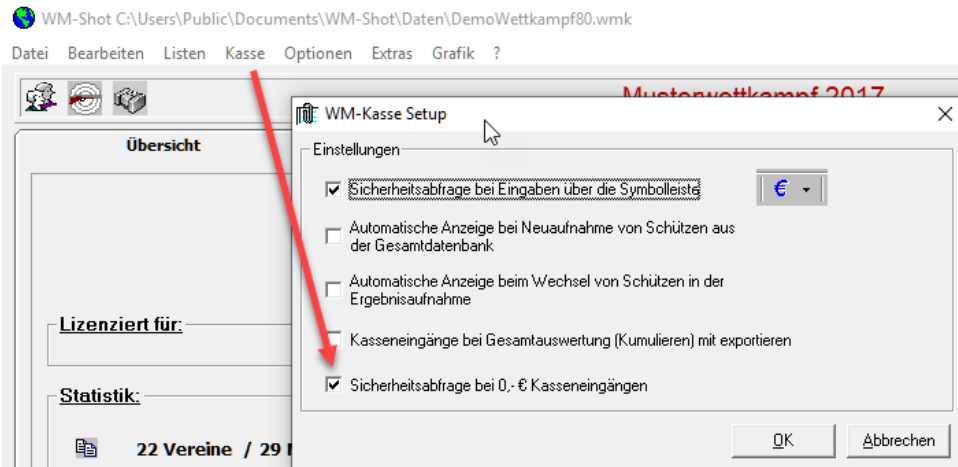 WM-Shot C:\Users\Public\Documents\WM-Shot\Daten\DemoWettkampf80.wmk
Datei Bearbeiten Listen Kasse Optionen Extras Grafik ?
Musterwettkampf 2017
WM-Kasse Setup
Übersicht
Einstellungen
Sicherheitsabfrage bei Eingaben über die Symbolleiste
€
Automatische Anzeige bei Neuaufnahme von Schützen aus
der Gesamtdatenbank
Automatische Anzeige beim Wechsel von Schützen in der
Ergebnisaufnahme
Lizenziert für:
Kasseneingänge bei Gesamtauswertung (Kumulieren) mit exportieren
Sicherheitsabfrage bei 0,- € Kasseneingängen
Statistik:
22 Vereine / 29
OK Abbrechen